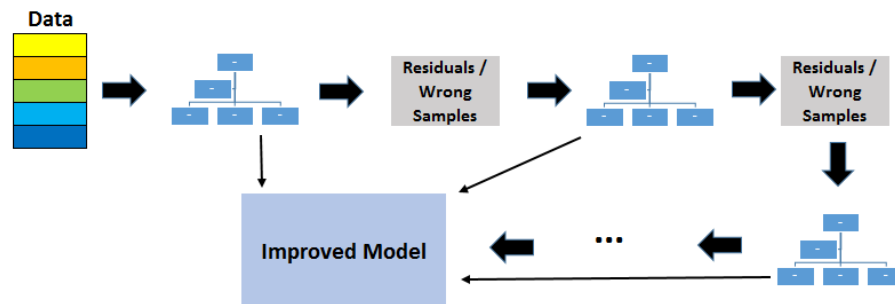 Data
-
-
- - -
Residuals /
Wrong
Samples
-
-
- - -
Residuals /
Wrong
Samples
Improved Model
...
-
-
- - -